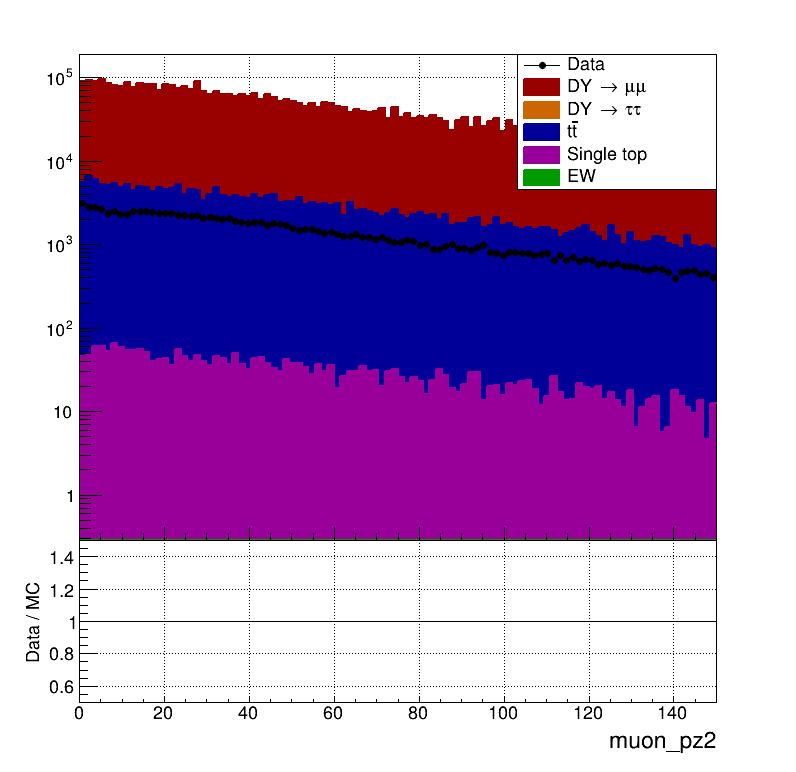 Data
DY → μμ
DY → ττ
tt̄
Single top
EW
10⁵
10⁴
10³
10²
10
1
1.4
1.2
1
0.8
0.6
Data / MC
0 20 40 60 80 100 120 140
muon_pz2